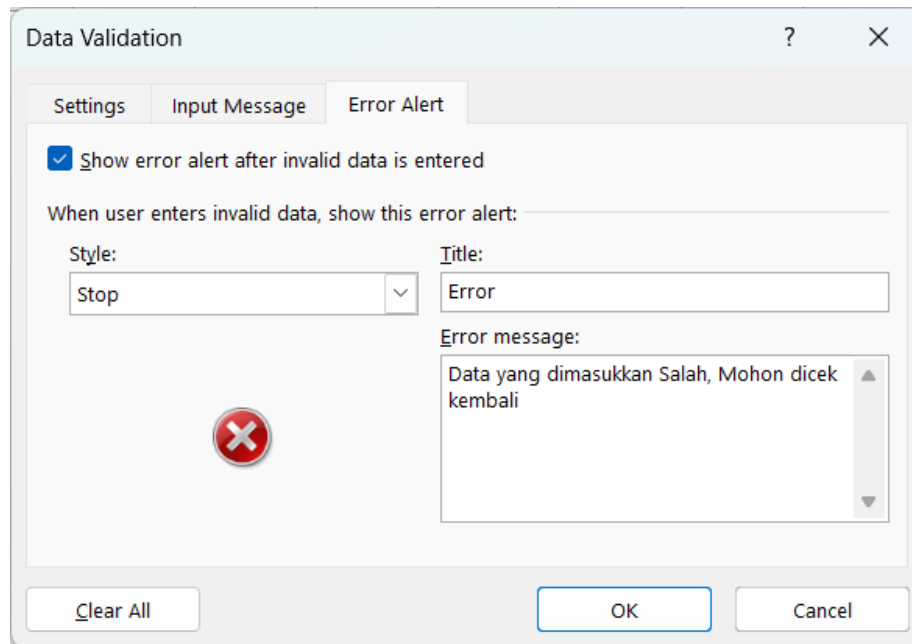 Data Validation
?
Settings
Input Message
Error Alert
Show error alert after invalid data is entered
When user enters invalid data, show this error alert:
Style:
Stop
Title:
Error
Error message:
Data yang dimasukkan Salah, Mohon dicek
kembali
Clear All
OK
Cancel